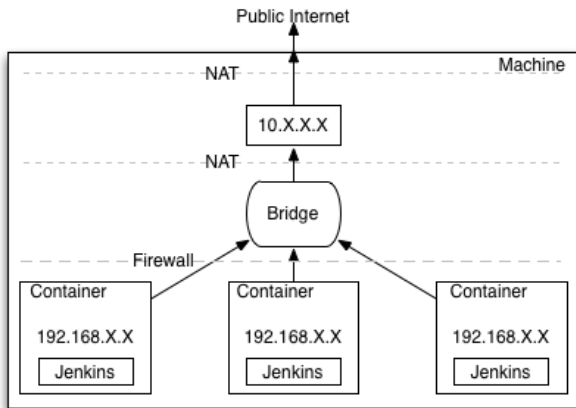 Public Internet
Machine
NAT
10.X.X.X
NAT
Bridge
Firewall
Container
Container
Container
192.168.X.X
192.168.X.X
192.168.X.X
Jenkins
Jenkins
Jenkins